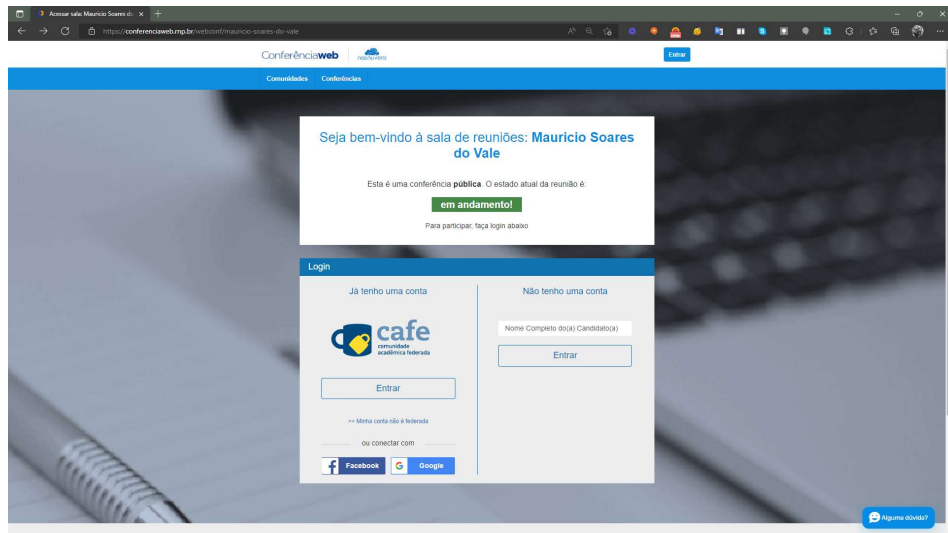 Acessar sala: Mauricio Soares do
https://conferenciaweb.rnp.br/webconf/mauricio-soares-do-vale
Conferênciaweb
nasnuvens
Entrar
Comunidades Conferências
Seja bem-vindo à sala de reuniões: Mauricio Soares
do Vale
Esta é uma conferência pública. O estado atual da reunião é:
em andamento!
Para participar, faça login abaixo
Login
Já tenho uma conta
Não tenho uma conta
cafe
comunidade
acadêmica federada
Nome Completo do(a) Candidato(a)
Entrar
Entrar
>> Minha conta não é federada
ou conectar com
Facebook
Google
Alguma dúvida?